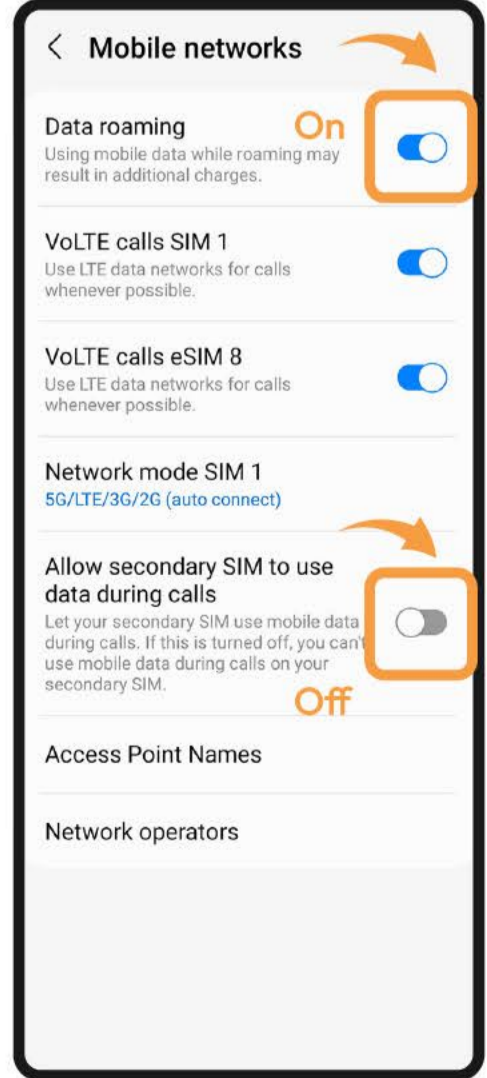 Mobile networks
Data roaming
On
Using mobile data while roaming may
result in additional charges.
VoLTE calls SIM 1
Use LTE data networks for calls
whenever possible.
VoLTE calls eSIM 8
Use LTE data networks for calls
whenever possible.
Network mode SIM 1
5G/LTE/3G/2G (auto connect)
Allow secondary SIM to use
data during calls
Let your secondary SIM use mobile data
during calls. If this is turned off, you can't
use mobile data during calls on your
secondary SIM.
Off
Access Point Names
Network operators